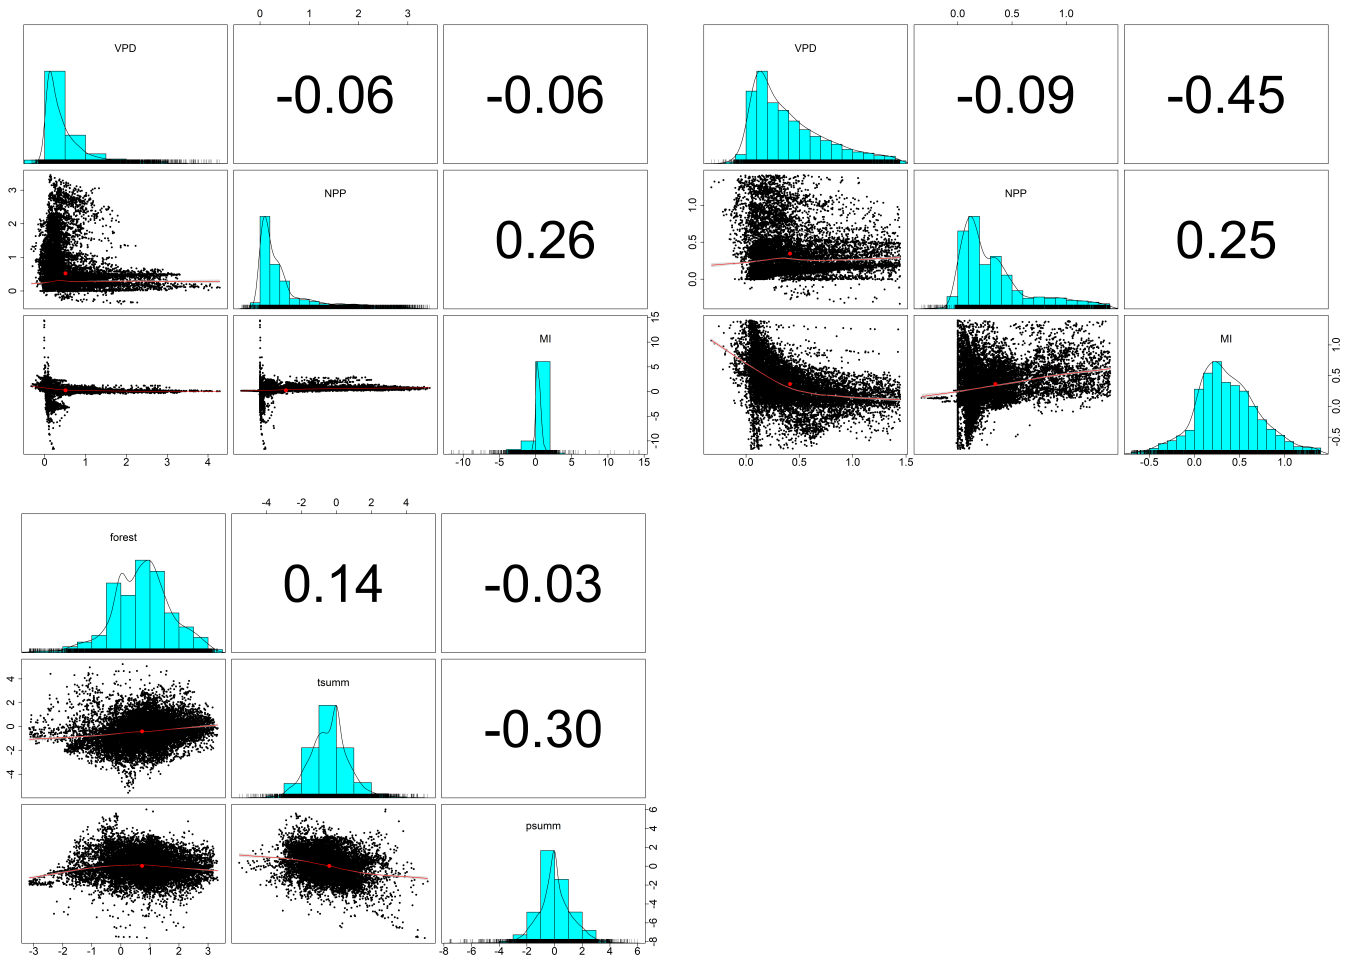 0 1 3
VPD
-0.06
-0.06
0 1 2 3
NPP
0.26
-10 -5 0 5 10 15
MI
0 1 2 3 4
-10 -5 0 5 10 15
0.0 0.5 1.0
VPD
-0.09
-0.45
0.0 0.5 1.0
NPP
0.25
-0.5 0.0 0.5 1.0
MI
0.0 0.5 1.0 1.5
-0.5 0.0 0.5 1.0
-4 -2 0 2 4
forest
0.14
-0.03
-4 -2 0 2 4
tsumm
-0.30
-8 -6 -4 -2 0 2 4 6
psumm
-3 -2 0 1 2 3
-8 -4 -2 0 2 4 6